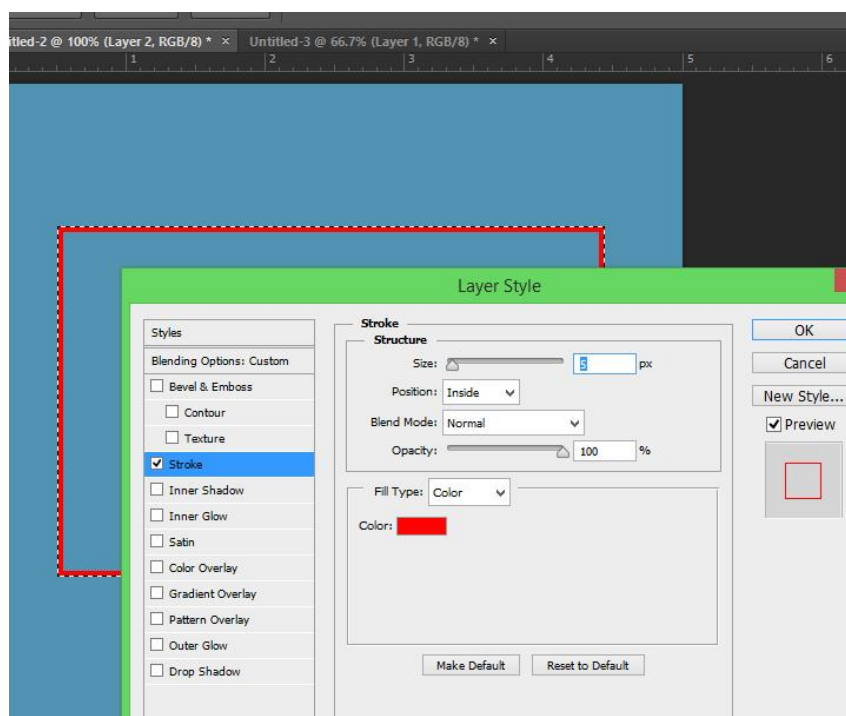 itled-2 @ 100% (Layer 2, RGB/8) * × Untitled-3 @ 66.7% (Layer 1, RGB/8) * ×
1 2 3 4 5 6
Layer Style
Styles
Blending Options: Custom
Bevel & Emboss
Contour
Texture
Stroke
Inner Shadow
Inner Glow
Satin
Color Overlay
Gradient Overlay
Pattern Overlay
Outer Glow
Drop Shadow
Stroke
Structure
Size: 5 px
Position: Inside
Blend Mode: Normal
Opacity: 100 %
Fill Type: Color
Color:
Make Default Reset to Default
OK
Cancel
New Style...
Preview